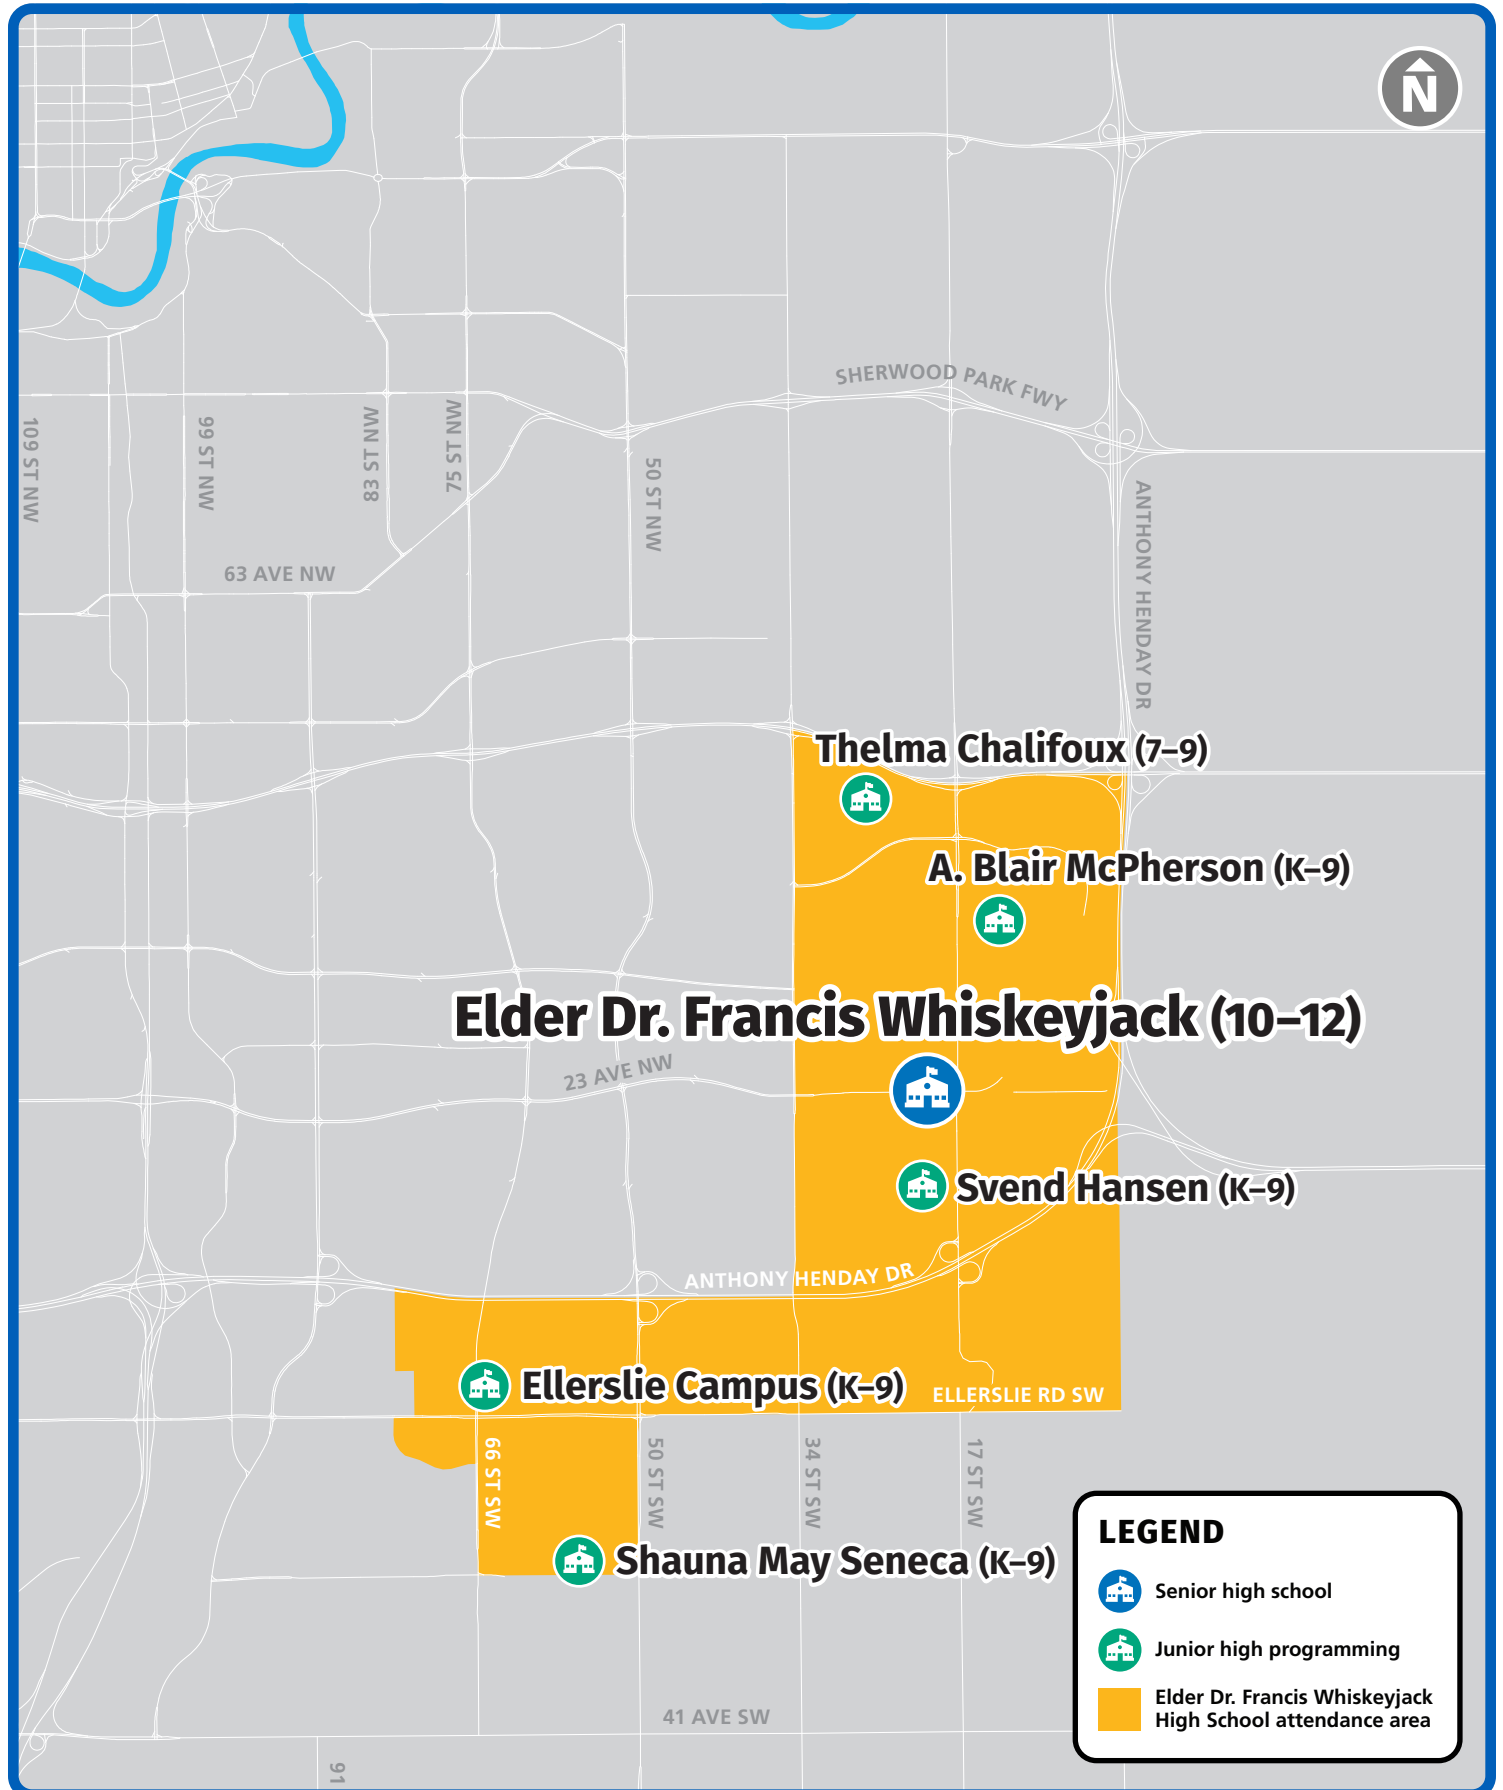 N
SHERWOOD PARK FWY
109 ST NW
99 ST NW
83 ST NW
75 ST NW
50 ST NW
ANTHONY HENDAY DR
63 AVE NW
Thelma Chalifoux (7–9)
A. Blair McPherson (K–9)
Elder Dr. Francis Whiskeyjack (10–12)
23 AVE NW
Svend Hansen (K–9)
ANTHONY HENDAY DR
Ellerslie Campus (K–9)
ELLERSLIE RD SW
66 ST SW
50 ST SW
34 ST SW
17 ST SW
Shauna May Seneca (K–9)
LEGEND
Senior high school
Junior high programming
Elder Dr. Francis Whiskeyjack
High School attendance area
41 AVE SW
91